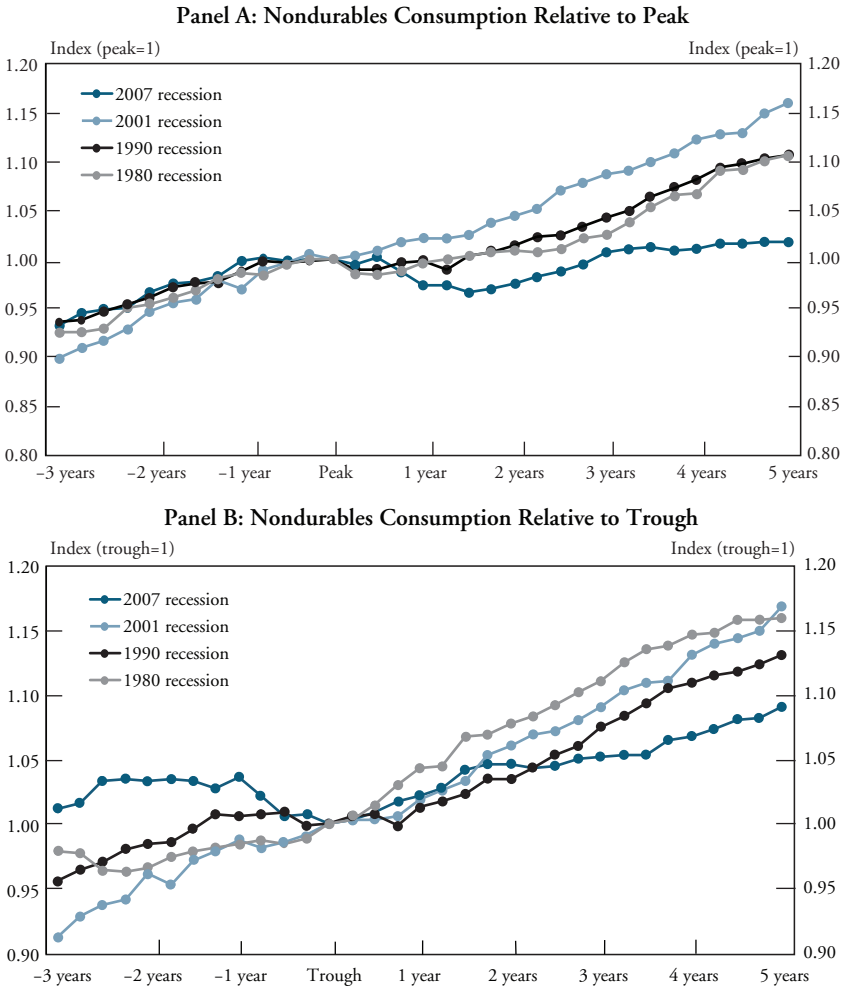 Panel A: Nondurables Consumption Relative to Peak
Index (peak=1) Index (peak=1)
1.20 1.20
2007 recession
1.15 2001 recession 1.15
1990 recession
1.10 1980 recession 1.10
1.05 1.05
1.00 1.00
0.95 0.95
0.90 0.90
0.85 0.85
0.80 0.80
–3 years –2 years –1 year Peak 1 year 2 years 3 years 4 years 5 years
Panel B: Nondurables Consumption Relative to Trough
Index (trough=1) Index (trough=1)
1.20 1.20
2007 recession
1.15 2001 recession 1.15
1990 recession
1980 recession
1.10 1.10
1.05 1.05
1.00 1.00
0.95 0.95
0.90 0.90
–3 years –2 years –1 year Trough 1 year 2 years 3 years 4 years 5 years